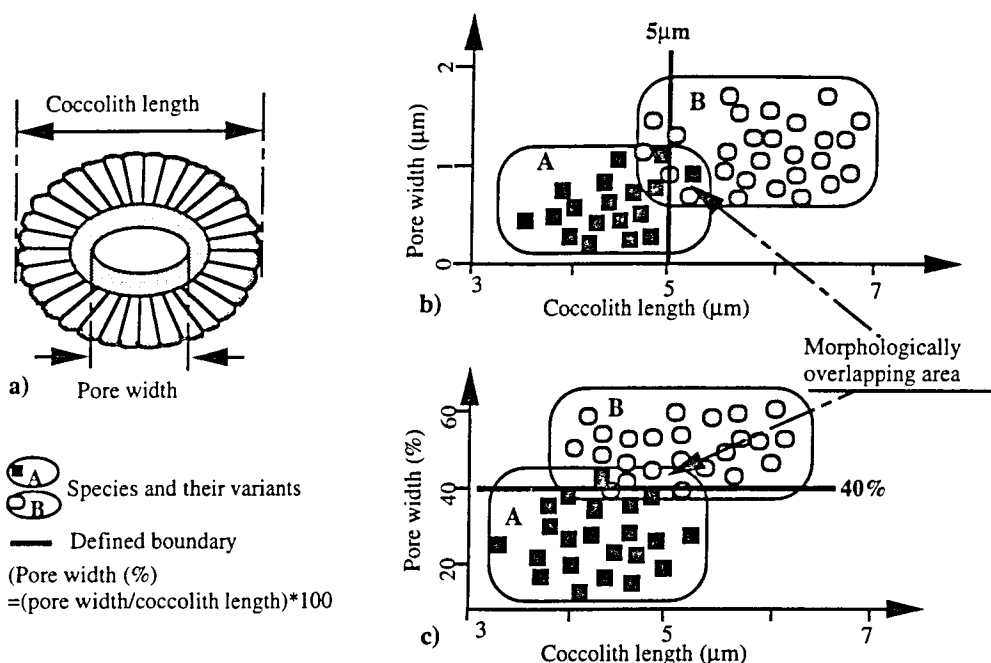 Coccolith length
Pore width
a)
A
B
Species and their variants
Defined boundary
(Pore width (%)
=(pore width/coccolith length)*100
5μm
2
1
0
Pore width (μm)
A
B
3
4
5
7
Coccolith length (μm)
b)
Morphologically
overlapping area
60
40
20
Pore width (%)
B
A
40%
3
5
7
Coccolith length (μm)
c)